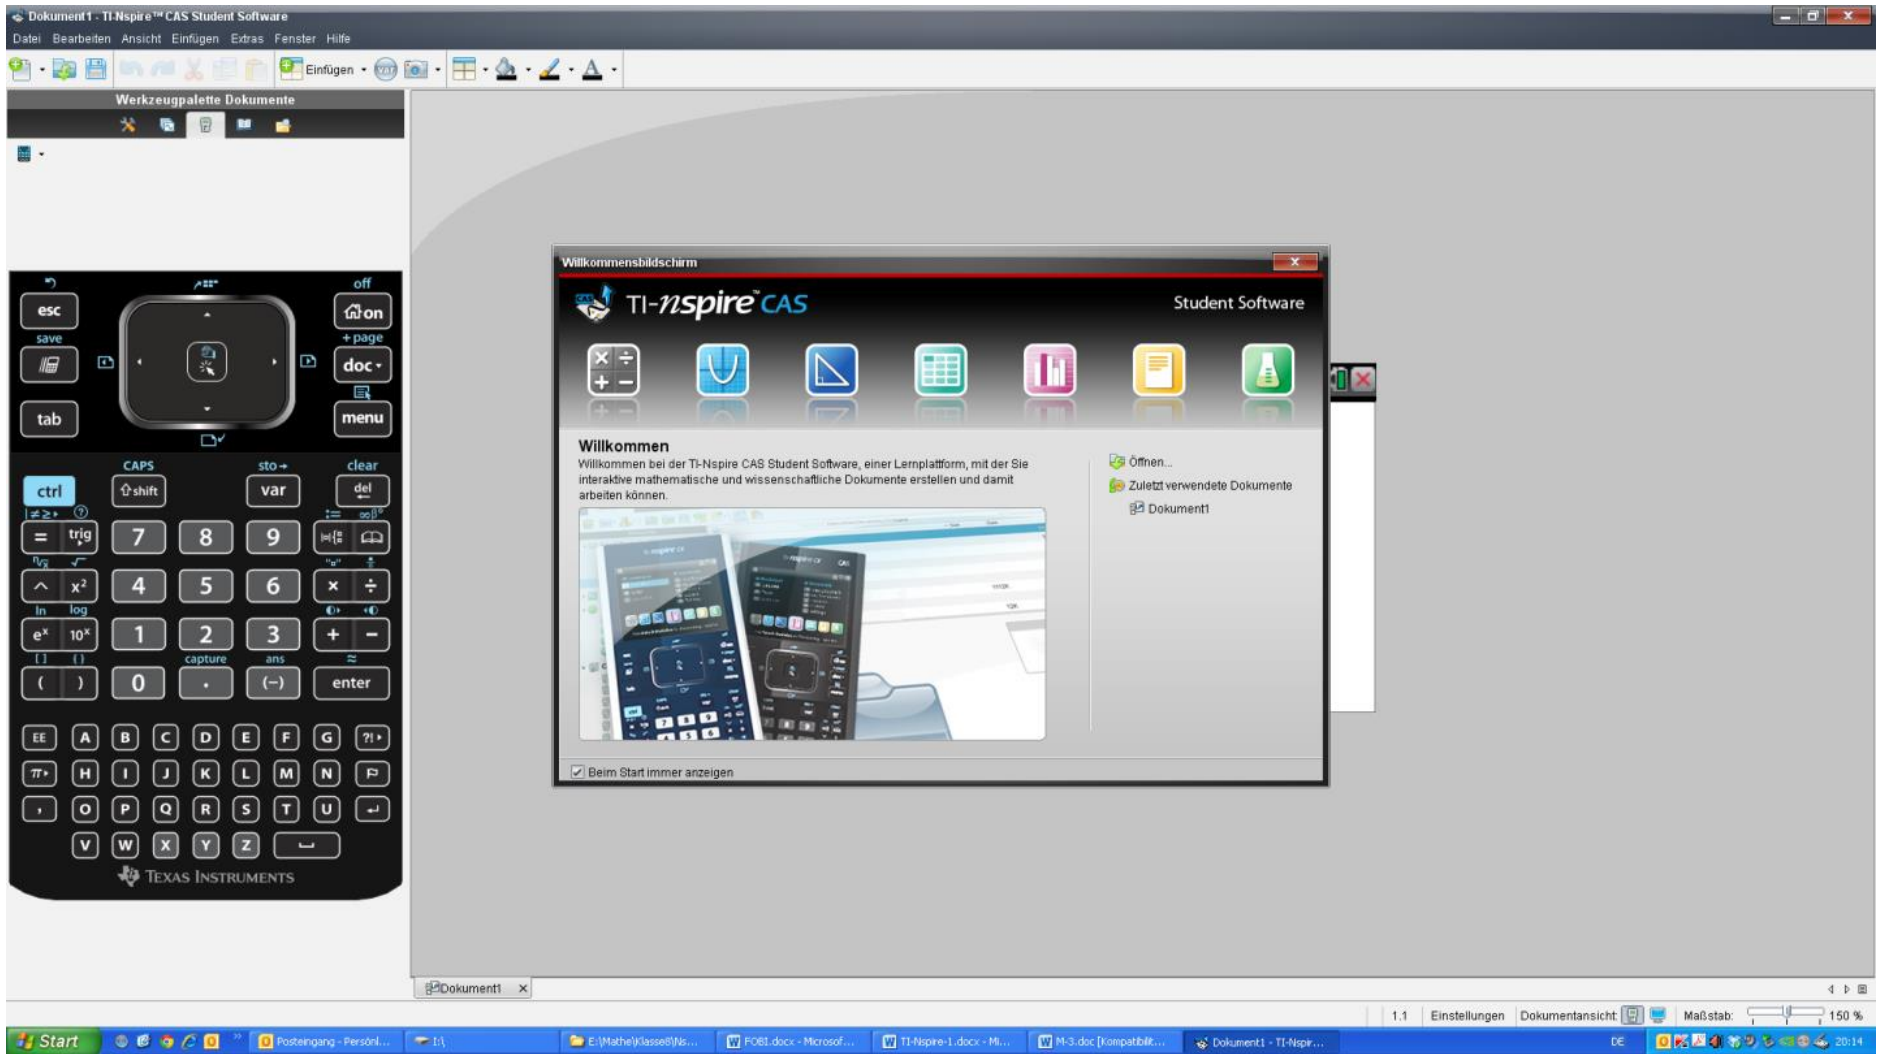 Dokument1 - TI-Nspire™ CAS Student Software
Datei Bearbeiten Ansicht Einfügen Extras Fenster Hilfe
Einfügen
Werkzeugpalette Dokumente
off
esc
on
save
+page
doc
tab
menu
CAPS
sto→
clear
ctrl
shift
var
del
= trig
7 8 9
^ x²
4 5 6
× ÷
ln log
eˣ 10ˣ
1 2 3
+ −
[] {}
capture
ans
≈
( )
0 . (−)
enter
EE A B C D E F G ?!▸
π▸ H I J K L M N
, O P Q R S T U
V W X Y Z
TEXAS INSTRUMENTS
Willkommensbildschirm
TI-nspire™ CAS
Student Software
Willkommen
Willkommen bei der TI-Nspire CAS Student Software, einer Lernplattform, mit der Sie
interaktive mathematische und wissenschaftliche Dokumente erstellen und damit
arbeiten können.
Öffnen...
Zuletzt verwendete Dokumente
Dokument1
Beim Start immer anzeigen
Dokument1
1.1 Einstellungen Dokumentansicht: Maßstab: 150 %
Start
Posteingang - Persönl...
I:\
E:\Mathe\Klasse8\Ns...
FOBI.docx - Microsof...
TI-Nspire-1.docx - Mi...
M-3.doc [Kompatibilit...
Dokument1 - TI-Nspir...
DE
20:14